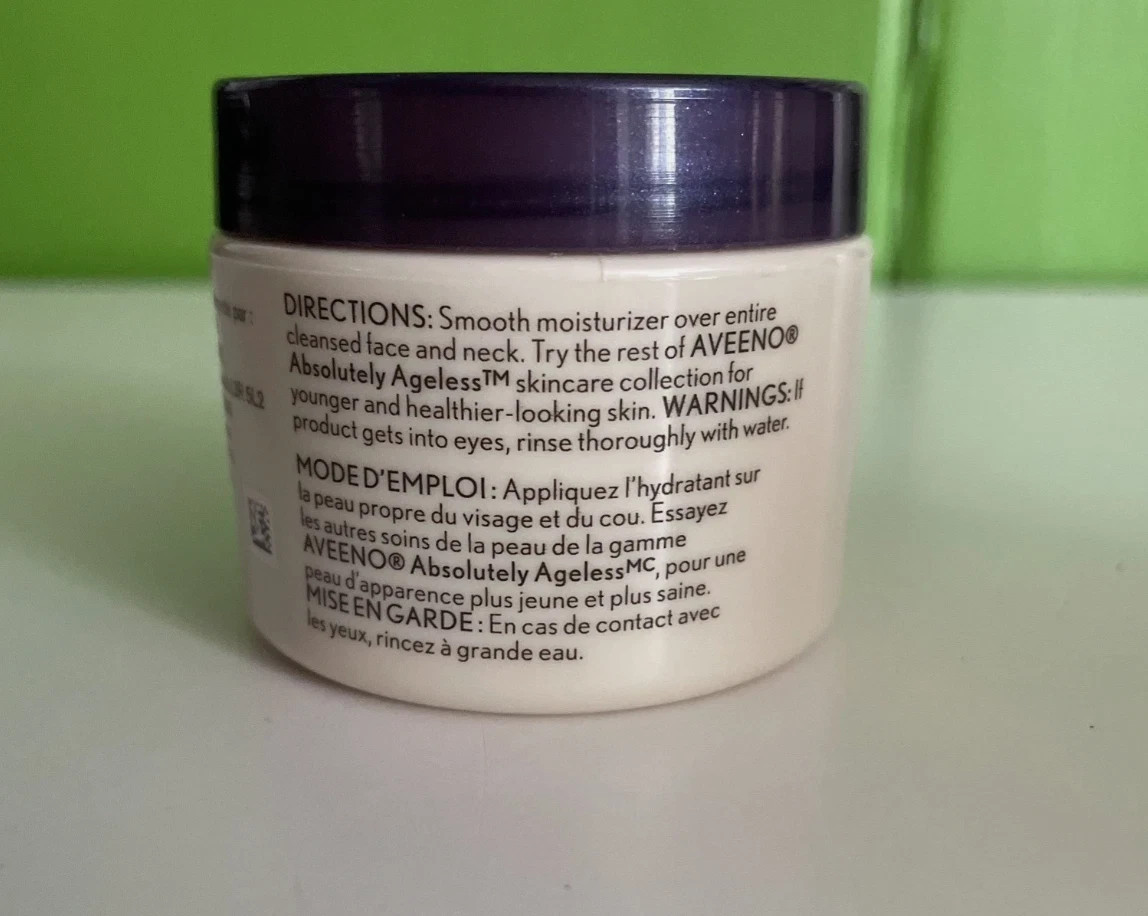 DIRECTIONS: Smooth moisturizer over entire
cleansed face and neck. Try the rest of AVEENO®
Absolutely Ageless™ skincare collection for
younger and healthier-looking skin. WARNINGS: If
product gets into eyes, rinse thoroughly with water.
MODE D'EMPLOI : Appliquez l'hydratant sur
la peau propre du visage et du cou. Essayez
les autres soins de la peau de la gamme
AVEENO® Absolutely Ageless MC, pour une
peau d'apparence plus jeune et plus saine.
MISE EN GARDE : En cas de contact avec
les yeux, rincez à grande eau.
par :
5L2